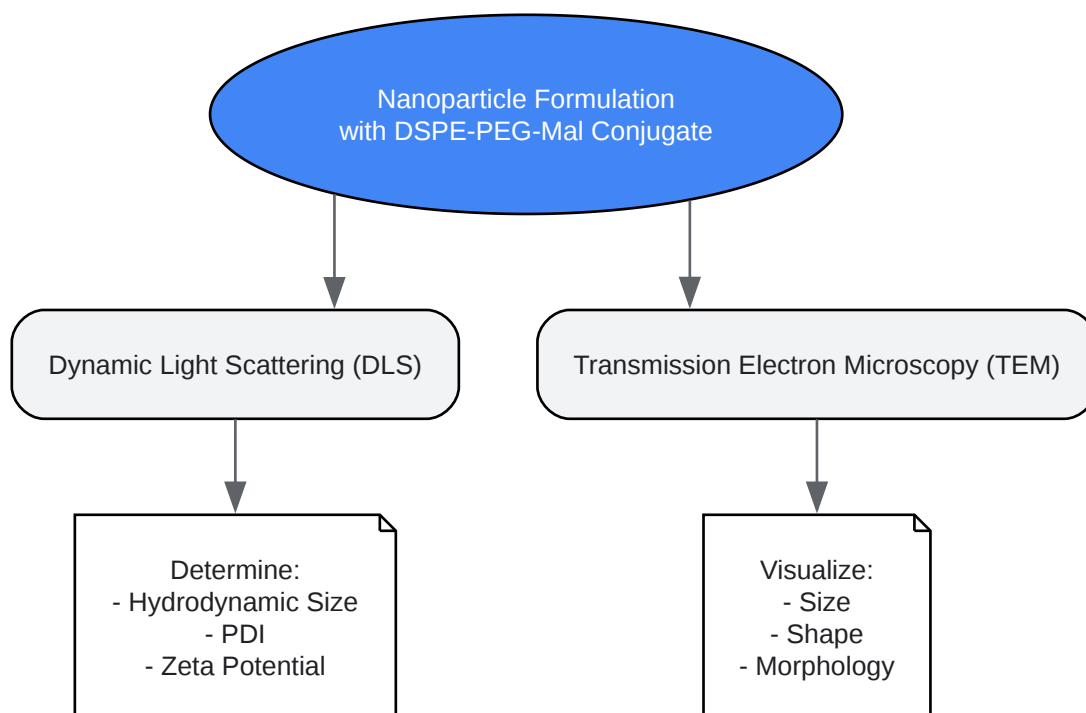 Nanoparticle Formulation
with DSPE-PEG-Mal Conjugate
Dynamic Light Scattering (DLS)
Transmission Electron Microscopy (TEM)
Determine:
- Hydrodynamic Size
- PDI
- Zeta Potential
Visualize:
- Size
- Shape
- Morphology